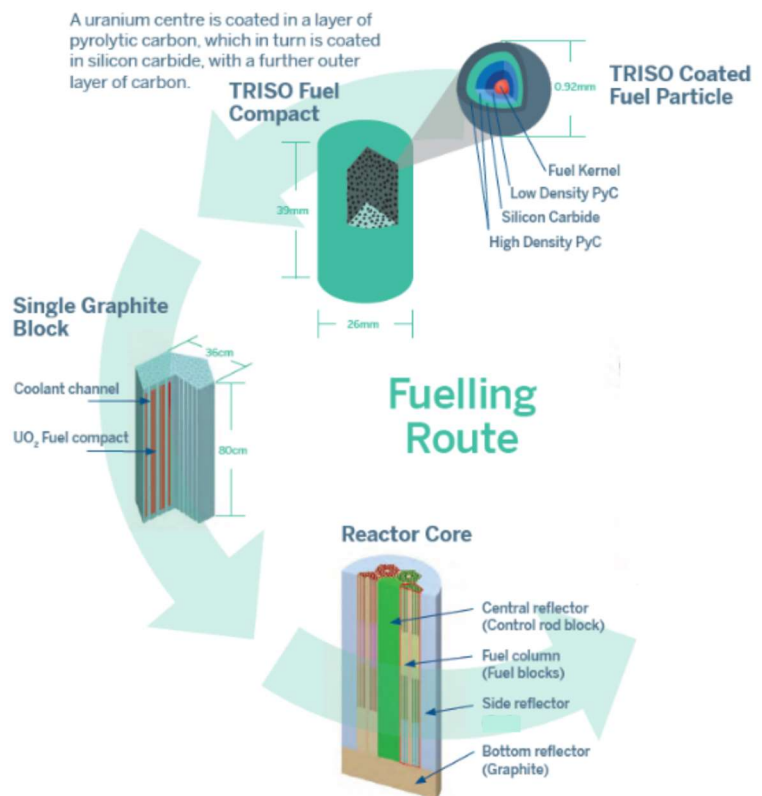 A uranium centre is coated in a layer of
pyrolytic carbon, which in turn is coated
in silicon carbide, with a further outer
layer of carbon.
TRISO Fuel
Compact
TRISO Coated
Fuel Particle
0.92mm
Fuel Kernel
Low Density PyC
Silicon Carbide
High Density PyC
39mm
26mm
Single Graphite
Block
36cm
Coolant channel
UO₂ Fuel compact
80cm
Fuelling
Route
Reactor Core
Central reflector
(Control rod block)
Fuel column
(Fuel blocks)
Side reflector
Bottom reflector
(Graphite)